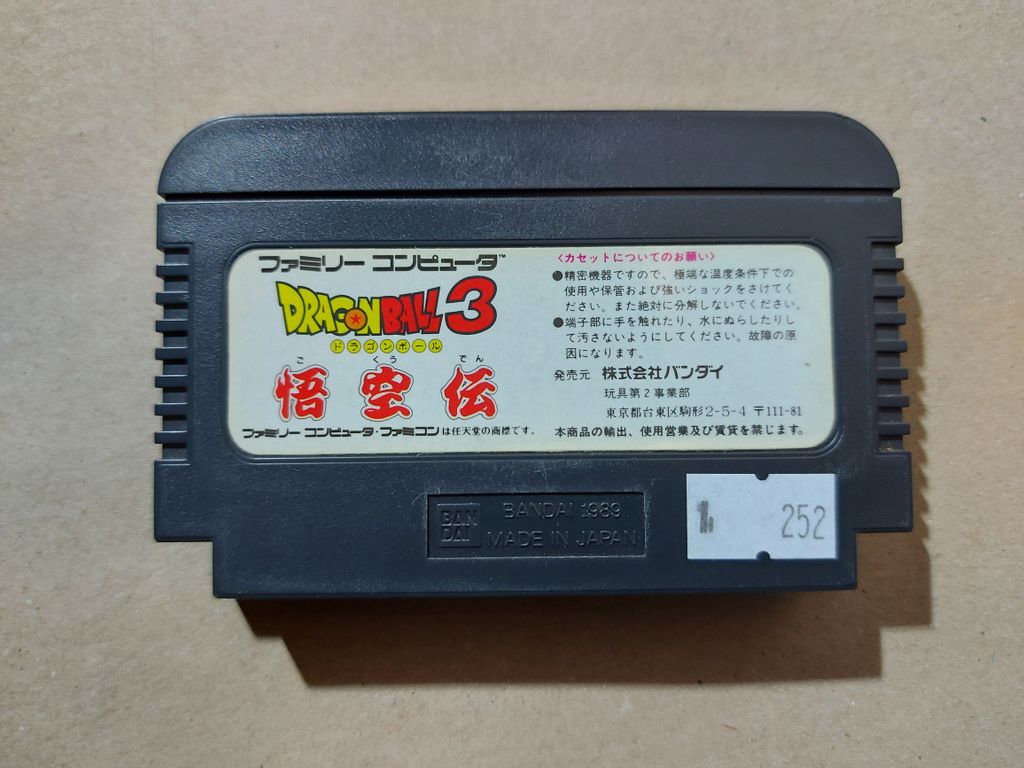 ファミリー コンピュータ™
DRAGON BALL 3
ドラゴンボール
ご くう でん
悟空伝
ファミリー コンピュータ・ファミコンは任天堂の商標です。
〈カセットについてのお願い〉
●精密機器ですので、極端な温度条件下での
使用や保管および強いショックをさけてく
ださい。また絶対に分解しないでください。
●端子部に手を触れたり、水にぬらしたりし
て汚さないようにしてください。故障の原
因になります。
発売元 株式会社バンダイ
玩具第2事業部
東京都台東区駒形2-5-4 〒111-81
本商品の輸出、使用営業及び賃貸を禁じます。
BAN
DAI
BANDAI 1989
MADE IN JAPAN
252